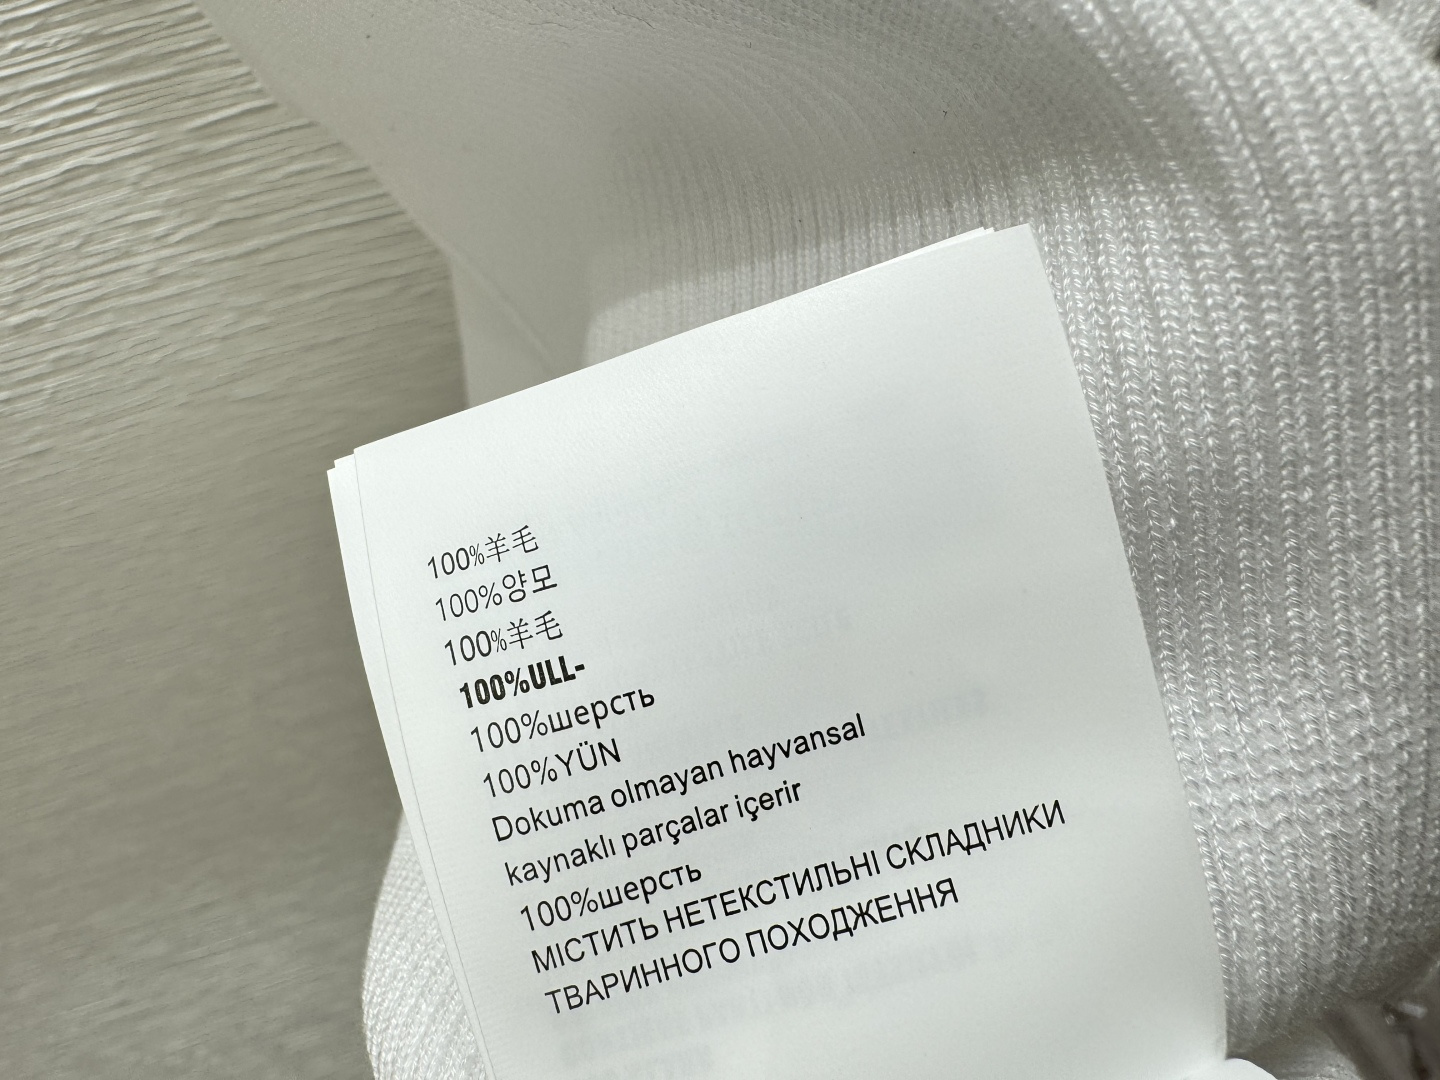 100%羊毛
100%양모
100%羊毛
100%ULL-
100%шерсть
100%YÜN
Dokuma olmayan hayvansal
kaynaklı parçalar içerir
100%шерсть
МІСТИТЬ НЕТЕКСТИЛЬНІ СКЛАДНИКИ
ТВАРИННОГО ПОХОДЖЕННЯ